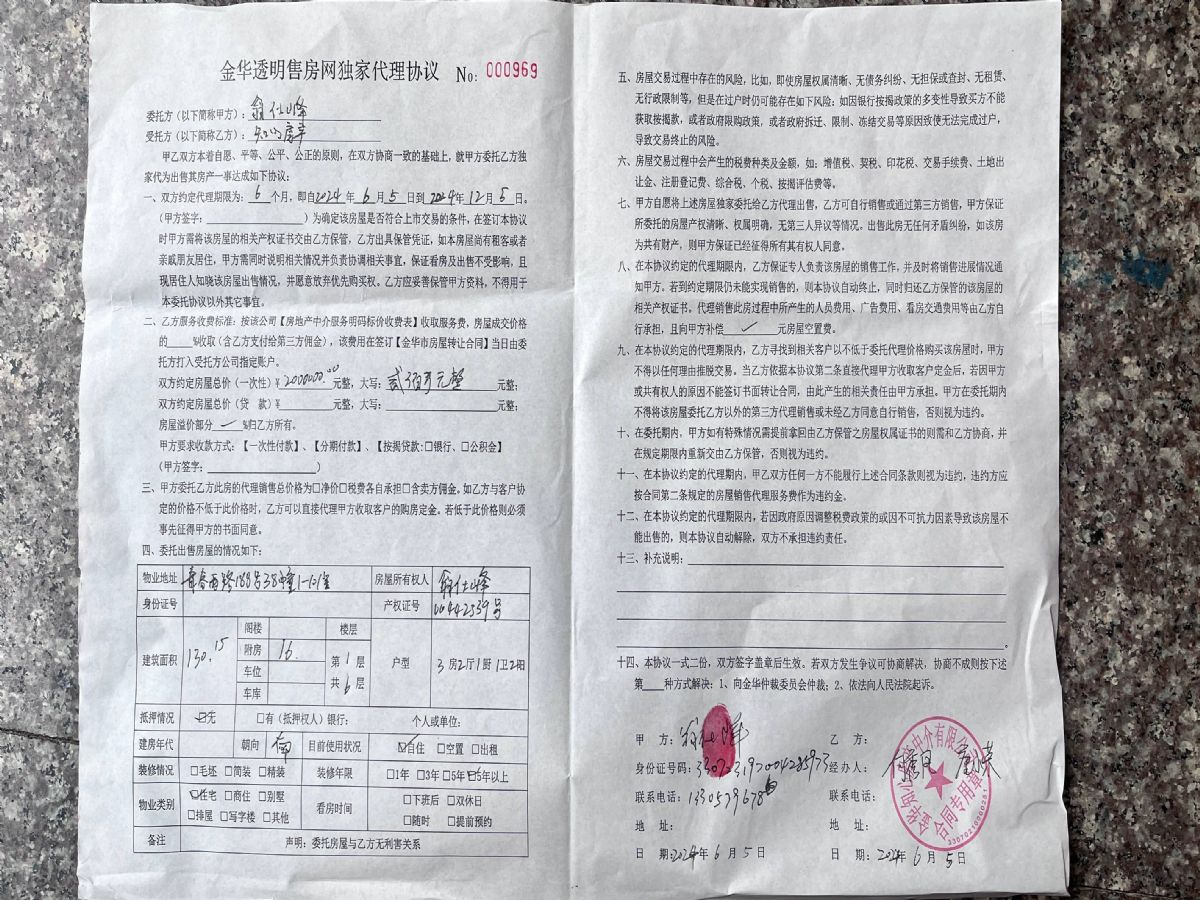 金华透明售房网独家代理协议 No: 000969
委托方（以下简称甲方）：翁仕峰
受托方（以下简称乙方）：
甲乙双方本着自愿、平等、公平、公正的原则，在双方协商一致的基础上，就甲方委托乙方独
家代为出售其房产一事达成如下协议：
一、双方约定代理期限为：6个月，即自2024年6月5日到2024年12月5日。
（甲方签字：）为确定该房屋是否符合上市交易的条件，在签订本协议
时甲方需将该房屋的相关产权证书交由乙方保管，乙方出具保管凭证，如本房屋尚有租客或者
亲戚朋友居住，甲方需同时说明相关情况并负责协调相关事宜，保证看房及出售不受影响，且
现居住人知晓该房屋出售情况，并愿意放弃优先购买权。乙方应妥善保管甲方资料，不得用于
本委托协议以外其它事宜。
二、乙方服务收费标准：按该公司【房地产中介服务明码标价收费表】收取服务费，房屋成交价格
的____%收取（含乙方支付给第三方佣金），该费用在签订【金华市房屋转让合同】当日由委
托方打入受托方公司指定账户。
双方约定房屋总价（一次性）¥2000000.00元整，大写：贰佰万元整元整；
双方约定房屋总价（贷 款）¥____元整，大写：____元整；
房屋溢价部分✓%归乙方所有。
甲方要求收款方式：【一次性付款】、【分期付款】、【按揭贷款：□银行、□公积金】
（甲方签字：____）
三、甲方委托乙方此房的代理销售总价格为□净价□税费各自承担□含卖方佣金。如乙方与客户协
定的价格不低于此价格时，乙方可以直接代理甲方收取客户的购房定金。若低于此价格则必须
事先征得甲方的书面同意。
四、委托出售房屋的情况如下：
物业地址 青春西路188号38幢1-101室 房屋所有权人 翁仕峰
身份证号 产权证号 00442539号
建筑面积 130.15 阁楼 楼层 户型 3房2厅1厨1卫2阳
附房 16
车位 第1层
车库 共6层
抵押情况 ☑无 □有（抵押权人）银行： 个人或单位：
建房年代 朝向 南 目前使用状况 ☑自住 □空置 □出租
装修情况 □毛坯 □简装 □精装 装修年限 □1年 □3年 □5年 ☑5年以上
物业类别 ☑住宅 □商住 □别墅 看房时间 □下班后 □双休日
□排屋 □写字楼 □其他 □随时 □提前预约
备注 声明：委托房屋与乙方无利害关系
五、房屋交易过程中存在的风险，比如，即使房屋权属清晰、无债务纠纷、无担保或查封、无租赁、
无行政限制等，但是在过户时仍可能存在如下风险：如因银行按揭政策的多变性导致买方不能
获取按揭款，或者政府限购政策，或者政府拆迁、限制、冻结交易等原因致使无法完成过户，
导致交易终止的风险。
六、房屋交易过程中会产生的税费种类及金额，如：增值税、契税、印花税、交易手续费、土地出
让金、注册登记费、综合税、个税、按揭评估费等。
七、甲方自愿将上述房屋独家委托给乙方代理出售，乙方可自行销售或通过第三方销售，甲方保证
所委托的房屋产权清晰、权属明确，无第三人异议等情况，出售此房无任何矛盾纠纷，如该房
为共有财产，则甲方保证已经征得所有其有权人同意。
八、在本协议约定的代理期限内，乙方保证专人负责该房屋的销售工作，并及时将销售进展情况通
知甲方。若到约定期限仍未能实现销售的，则本协议自动终止，同时归还乙方保管的该房屋的
相关产权证书。代理销售此房过程中所产生的人员费用、广告费用、看房交通费用等由乙方自
行承担，且向甲方补偿✓元房屋空置费。
九、在本协议约定的代理期限内，乙方寻找到相关客户以不低于委托代理价格购买该房屋时，甲方
不得以任何理由推脱交易。当乙方依据本协议第二条直接代理甲方收取客户定金后，若因甲方
或共有权人的原因不能签订书面转让合同，由此产生的相关责任由甲方承担。甲方在委托期内
不得将该房屋委托乙方以外的第三方代理销售或未经乙方同意自行销售，否则视为违约。
十、在委托期内，甲方如有特殊情况需提前拿回由乙方保管之房屋权属证书的则需和乙方协商，并
在规定期限内重新交由乙方保管，否则视为违约。
十一、在本协议约定的代理期内，甲乙双方任何一方不能履行上述合同条款则视为违约，违约方应
按合同第二条规定的房屋销售代理服务费作为违约金。
十二、在本协议约定的代理期内，若因政府原因调整税费政策的或因不可抗力因素导致该房屋不
能出售的，则本协议自动解除，双方不承担违约责任。
十三、补充说明：
。
十四、本协议一式二份，双方签字盖章后生效。若双方发生争议可协商解决，协商不成则按下述
第____种方式解决：1、向金华仲裁委员会仲裁；2、依法向人民法院起诉。
甲 方：翁仕峰 乙 方：
身份证号码： 经办人：
联系电话： 联系电话：
地 址： 地 址：
日 期：2024年6月5日 日 期：2024年6月5日
合同专用章